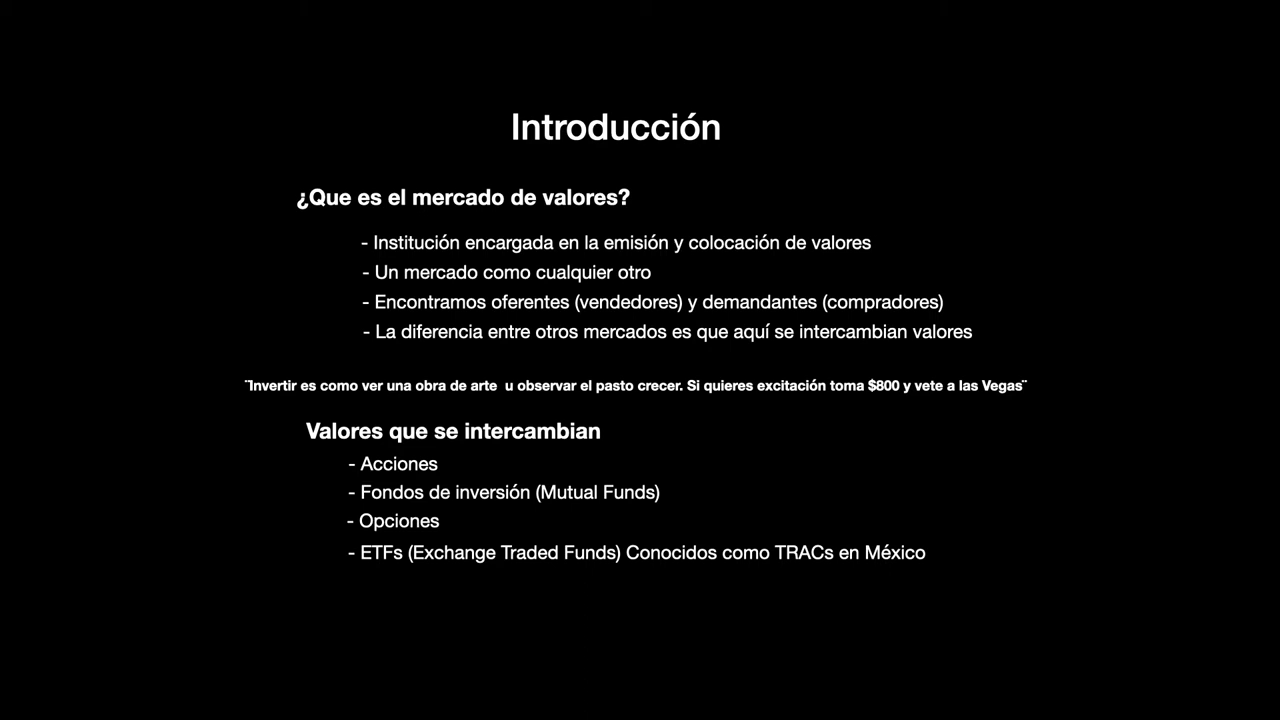 Introducción
¿Que es el mercado de valores?
- Institución encargada en la emisión y colocación de valores
- Un mercado como cualquier otro
- Encontramos oferentes (vendedores) y demandantes (compradores)
- La diferencia entre otros mercados es que aquí se intercambian valores
¨Invertir es como ver una obra de arte  u observar el pasto crecer. Si quieres excitación toma $800 y vete a las Vegas¨
Valores que se intercambian
- Acciones
- Fondos de inversión (Mutual Funds)
- Opciones
- ETFs (Exchange Traded Funds) Conocidos como TRACs en México